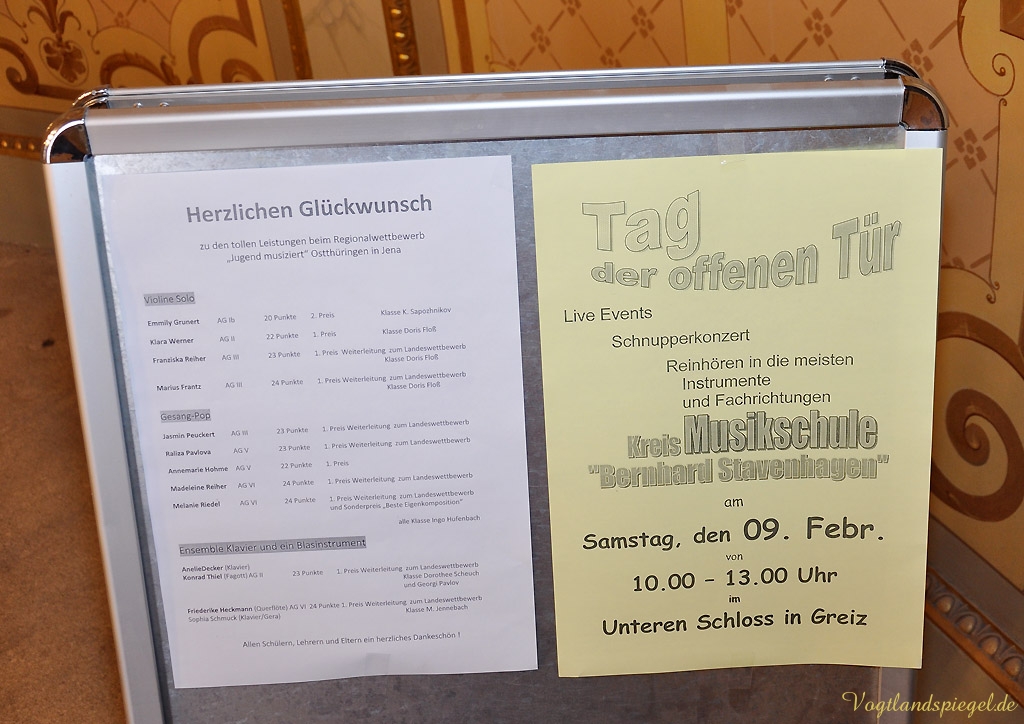 Herzlichen Glückwunsch
zu den tollen Leistungen beim Regionalwettbewerb
„Jugend musiziert" Ostthüringen in Jena
Violine Solo
Emmily Grunert AG Ib 20 Punkte 2. Preis Klasse K. Sapozhnikov
Klara Werner AG II 22 Punkte 1. Preis Klasse Doris Floß
Franziska Reiher AG III 23 Punkte 1. Preis Weiterleitung zum Landeswettbewerb
Klasse Doris Floß
Marius Frantz AG III 24 Punkte 1. Preis Weiterleitung zum Landeswettbewerb
Klasse Doris Floß
Gesang-Pop
Jasmin Peuckert AG III 23 Punkte 1. Preis Weiterleitung zum Landeswettbewerb
Raliza Pavlova AG V 23 Punkte 1. Preis Weiterleitung zum Landeswettbewerb
Annemarie Hohme AG V 22 Punkte 1. Preis
Madeleine Reiher AG VI 24 Punkte 1. Preis Weiterleitung zum Landeswettbewerb
Melanie Riedel AG VI 24 Punkte 1. Preis Weiterleitung zum Landeswettbewerb
und Sonderpreis „Beste Eigenkomposition"
alle Klasse Ingo Hufenbach
Ensemble Klavier und ein Blasinstrument
AnelieDecker (Klavier)
Konrad Thiel (Fagott) AG II 23 Punkte 1. Preis Weiterleitung zum Landeswettbewerb
Klasse Dorothee Scheuch
und Georgi Pavlov
Friederike Heckmann (Querflöte) AG VI 24 Punkte 1. Preis Weiterleitung zum Landeswettbewerb
Sophia Schmuck (Klavier/Gera) Klasse M. Jennebach
Allen Schülern, Lehrern und Eltern ein herzliches Dankeschön !
Tag
der offenen Tür
Live Events
Schnupperkonzert
Reinhören in die meisten
Instrumente
und Fachrichtungen
Kreis Musikschule
"Bernhard Stavenhagen"
am
Samstag, den 09. Febr.
von
10.00 – 13.00 Uhr
im
Unteren Schloss in Greiz
Vogtlandspiegel.de